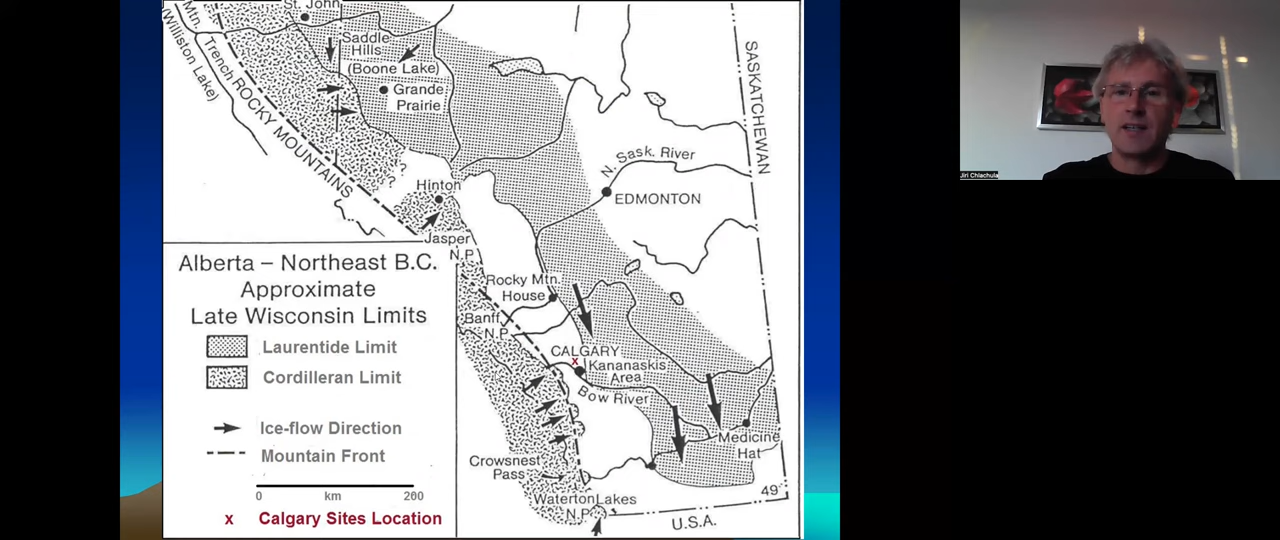 St. John
Mtn. Trench
(Williston Lake)
ROCKY MOUNTAINS
Saddle
Hills
(Boone Lake)
Grande
Prairie
SASKATCHEWAN
N. Sask. River
EDMONTON
?
?
Hinton
Jasper
N.P.
Rocky Mtn.
House
Banff
N.P.
CALGARY
x
Kananaskis
Area
Bow River
Medicine
Hat
Crowsnest
Pass
Waterton Lakes
N.P.
49°
U.S.A.
Alberta – Northeast B.C.
Approximate
Late Wisconsin Limits
Laurentide Limit
Cordilleran Limit
Ice-flow Direction
Mountain Front
0 km 200
x Calgary Sites Location
Jiri Chlachula